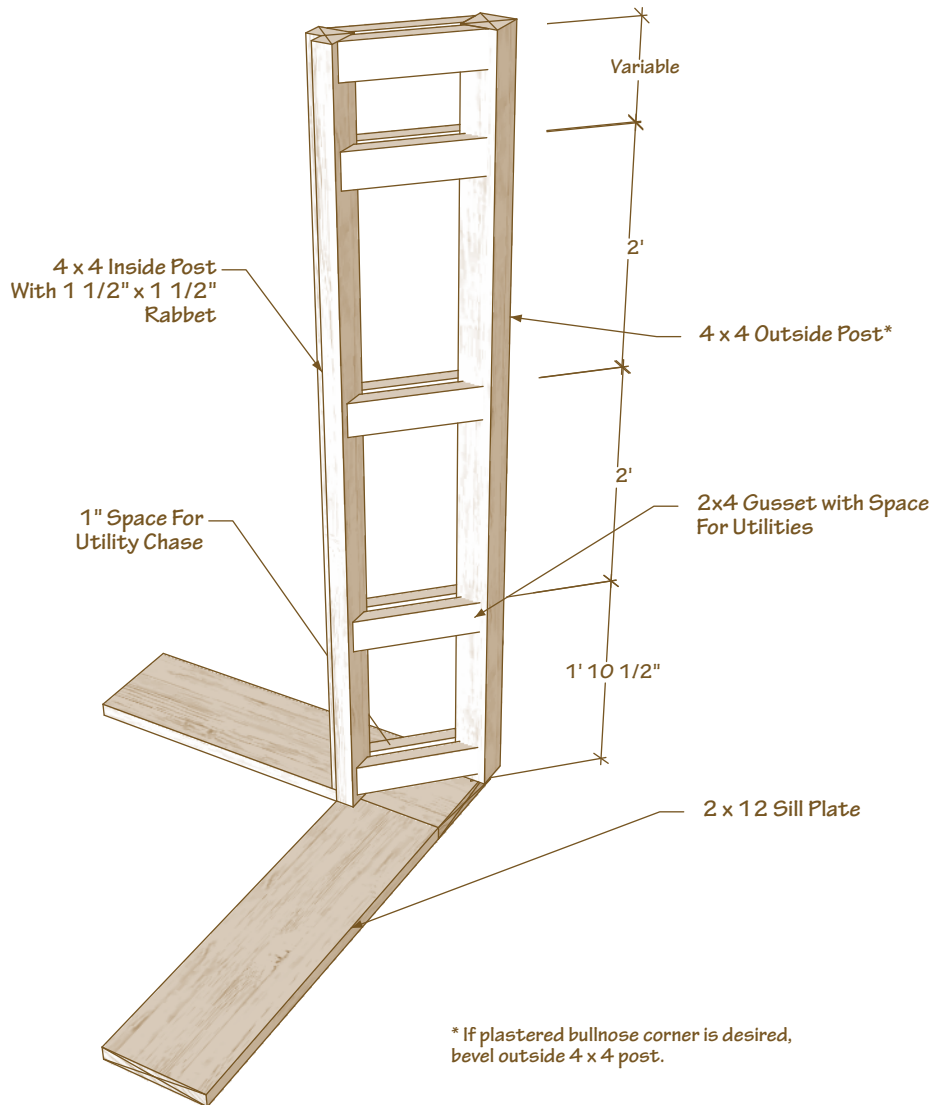 Variable
2'
4 x 4 Inside Post
With 1 1/2" x 1 1/2"
Rabbet
4 x 4 Outside Post*
2'
1" Space For
Utility Chase
2x4 Gusset with Space
For Utilities
1' 10 1/2"
2 x 12 Sill Plate
* If plastered bullnose corner is desired,
bevel outside 4 x 4 post.